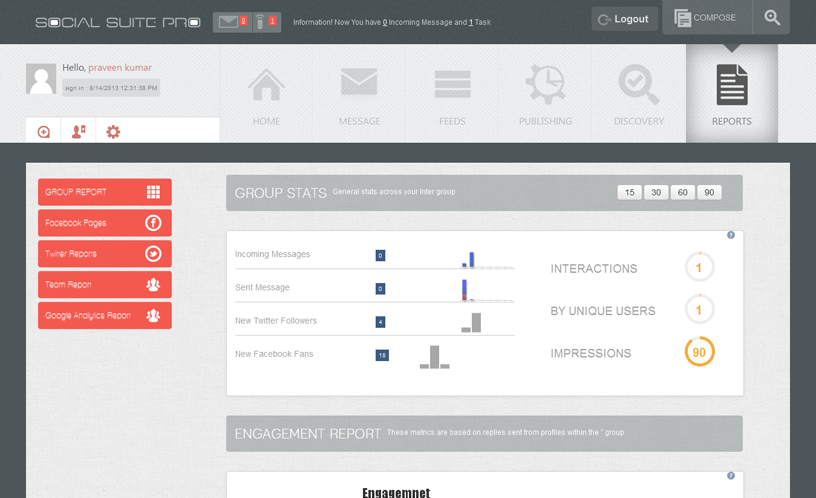 SOCIAL SUITE PRO
0
1
Information! Now You have 0 Incoming Message and 1 Task
Logout
COMPOSE
Hello, praveen kumar
sign in : 8/14/2013 12:31:38 PM
HOME
MESSAGE
FEEDS
PUBLISHING
DISCOVERY
REPORTS
GROUP REPORT
Facebook Pages
Twirer Repons
Team Report
Google Analyics Report
GROUP STATS General stats across your Inter group
15 30 60 90
Incoming Messages 0
Sent Message 0
New Twitter Followers 4
New Facebook Fans 18
INTERACTIONS 1
BY UNIQUE USERS 1
IMPRESSIONS 90
ENGAGEMENT REPORT These metrics are based on replies sent from profiles within the '' group
Engagemnet